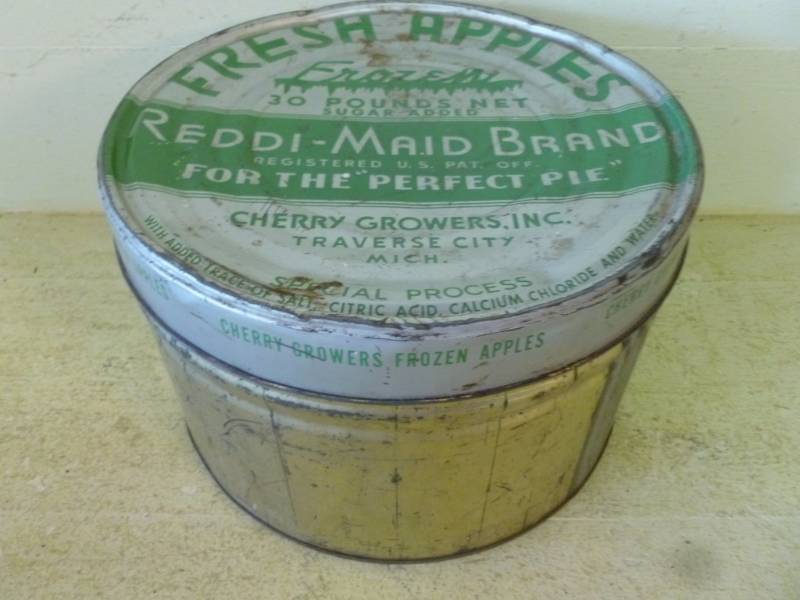 FRESH APPLES
Frozen
30 POUNDS NET
SUGAR ADDED
REDDI-MAID BRAND
REGISTERED U.S. PAT. OFF.
FOR THE "PERFECT PIE"
CHERRY GROWERS, INC.
TRAVERSE CITY
MICH.
SPECIAL PROCESS
WITH ADDED TRACE OF SALT, CITRIC ACID, CALCIUM CHLORIDE AND WATER
APPLES
CHERRY GROWERS FROZEN APPLES
CHERRY